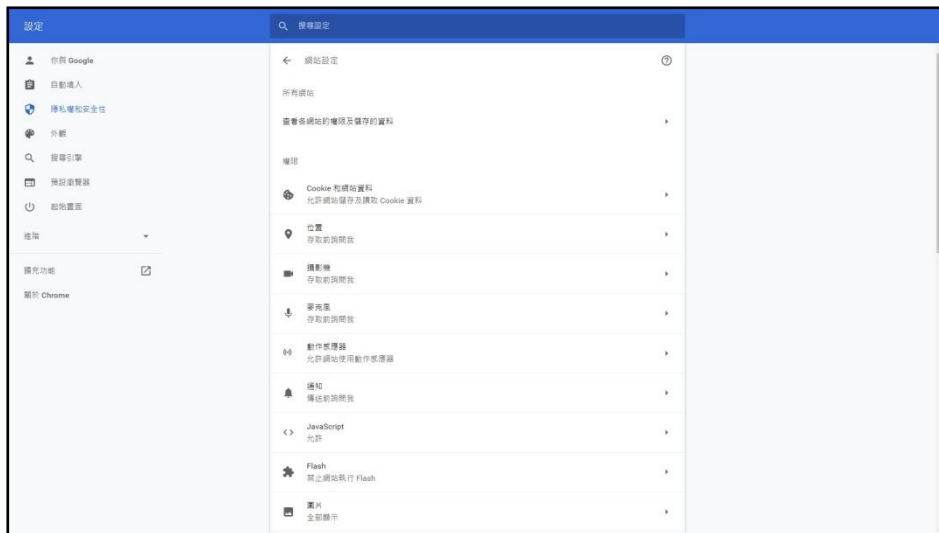 設定
搜尋設定
你與 Google
自動填入
隱私權和安全性
外觀
搜尋引擎
預設瀏覽器
起始畫面
進階
擴充功能
關於 Chrome
網站設定
所有網站
查看各網站的權限及儲存的資料
權限
Cookie 和網站資料
允許網站儲存及讀取 Cookie 資料
位置
存取前詢問我
攝影機
存取前詢問我
麥克風
存取前詢問我
動作感應器
允許網站使用動作感應器
通知
傳送前詢問我
JavaScript
允許
Flash
禁止網站執行 Flash
圖片
全部顯示